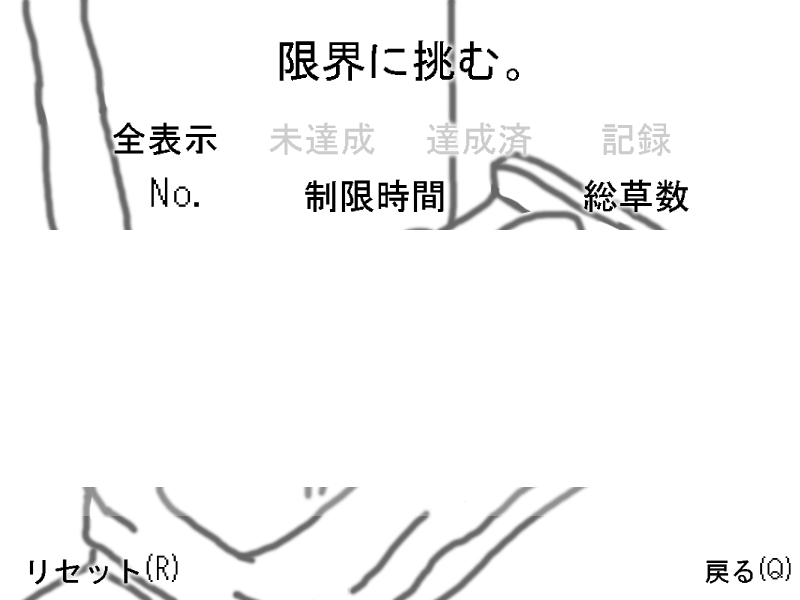 限界に挑む。
全表示 未達成 達成済 記録
No. 制限時間 総草数
リセット(R) 戻る(Q)